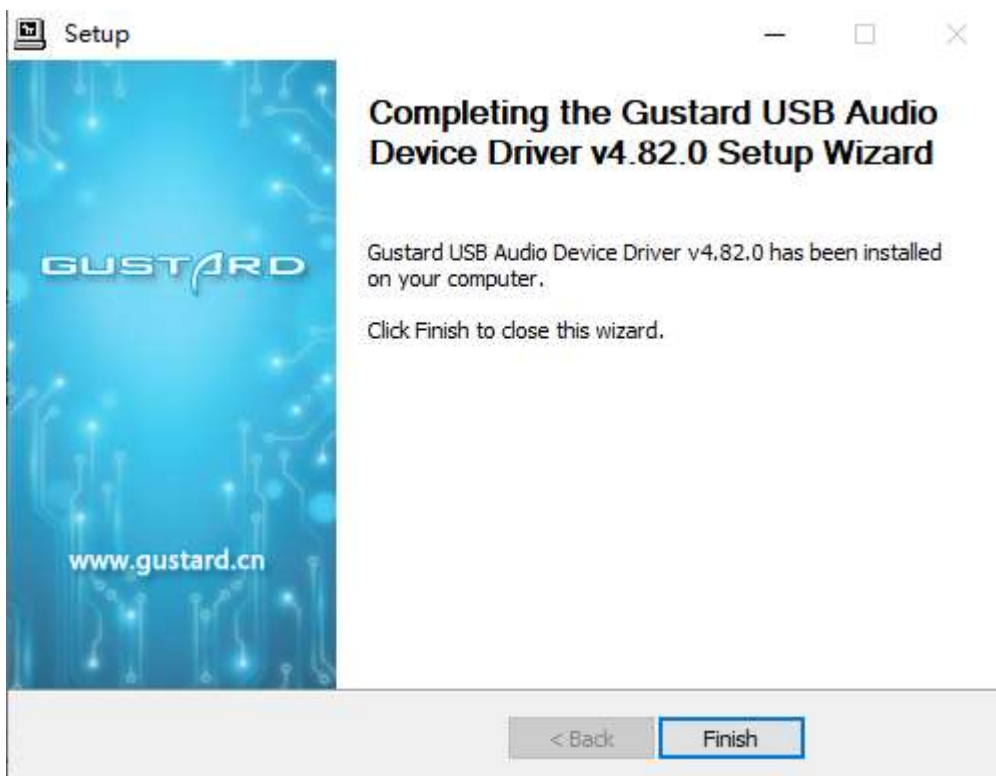 Setup
Completing the Gustard USB Audio
Device Driver v4.82.0 Setup Wizard
GUSTARD
Gustard USB Audio Device Driver v4.82.0 has been installed
on your computer.
Click Finish to close this wizard.
www.gustard.cn
< Back
Finish